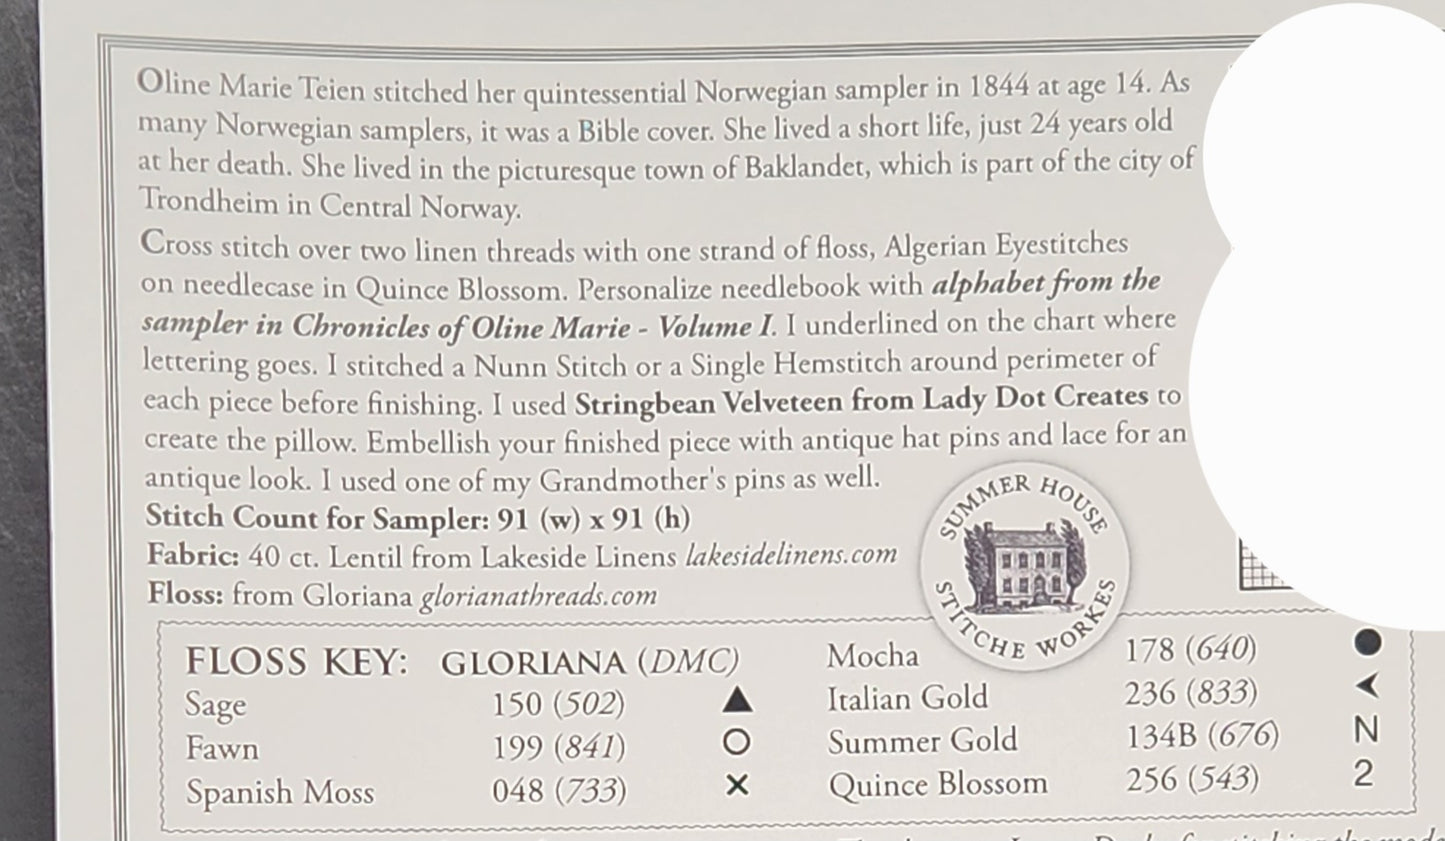 Oline Marie Teien stitched her quintessential Norwegian sampler in 1844 at age 14. As
many Norwegian samplers, it was a Bible cover. She lived a short life, just 24 years old
at her death. She lived in the picturesque town of Baklandet, which is part of the city of
Trondheim in Central Norway.
Cross stitch over two linen threads with one strand of floss, Algerian Eyestitches
on needlecase in Quince Blossom. Personalize needlebook with alphabet from the
sampler in Chronicles of Oline Marie - Volume I. I underlined on the chart where
lettering goes. I stitched a Nunn Stitch or a Single Hemstitch around perimeter of
each piece before finishing. I used Stringbean Velveteen from Lady Dot Creates to
create the pillow. Embellish your finished piece with antique hat pins and lace for an
antique look. I used one of my Grandmother's pins as well.
Stitch Count for Sampler: 91 (w) x 91 (h)
Fabric: 40 ct. Lentil from Lakeside Linens lakesidelinens.com
Floss: from Gloriana glorianathreads.com
SUMMER HOUSE
STITCHE WORKES
FLOSS KEY: GLORIANA (DMC)
Sage 150 (502) ▲
Fawn 199 (841) ○
Spanish Moss 048 (733) ✕
Mocha 178 (640) ●
Italian Gold 236 (833) ➤
Summer Gold 134B (676) N
Quince Blossom 256 (543) 2